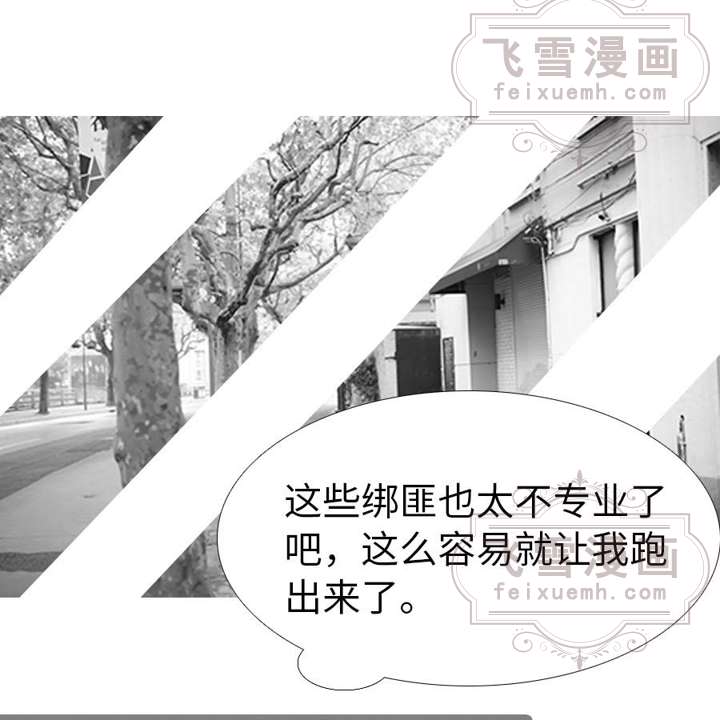 飞雪漫画
feixuemh.com
这些绑匪也太不专业了
吧，这么容易就让我跑
出来了。
飞雪漫画
feixuemh.com